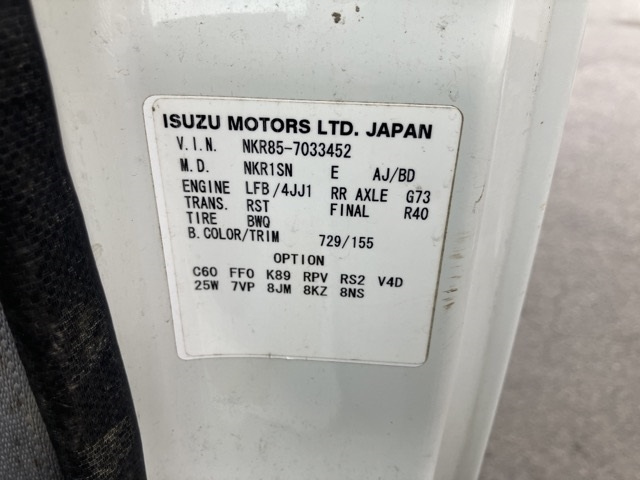 ISUZU MOTORS LTD. JAPAN
V.I.N. NKR85-7033452
M.D. NKR1SN E AJ/BD
ENGINE LFB/4JJ1 RR AXLE G73
TRANS. RST FINAL R40
TIRE BWQ
B.COLOR/TRIM 729/155
OPTION
C60 FF0 K89 RPV RS2 V4D
25W 7VP 8JM 8KZ 8NS